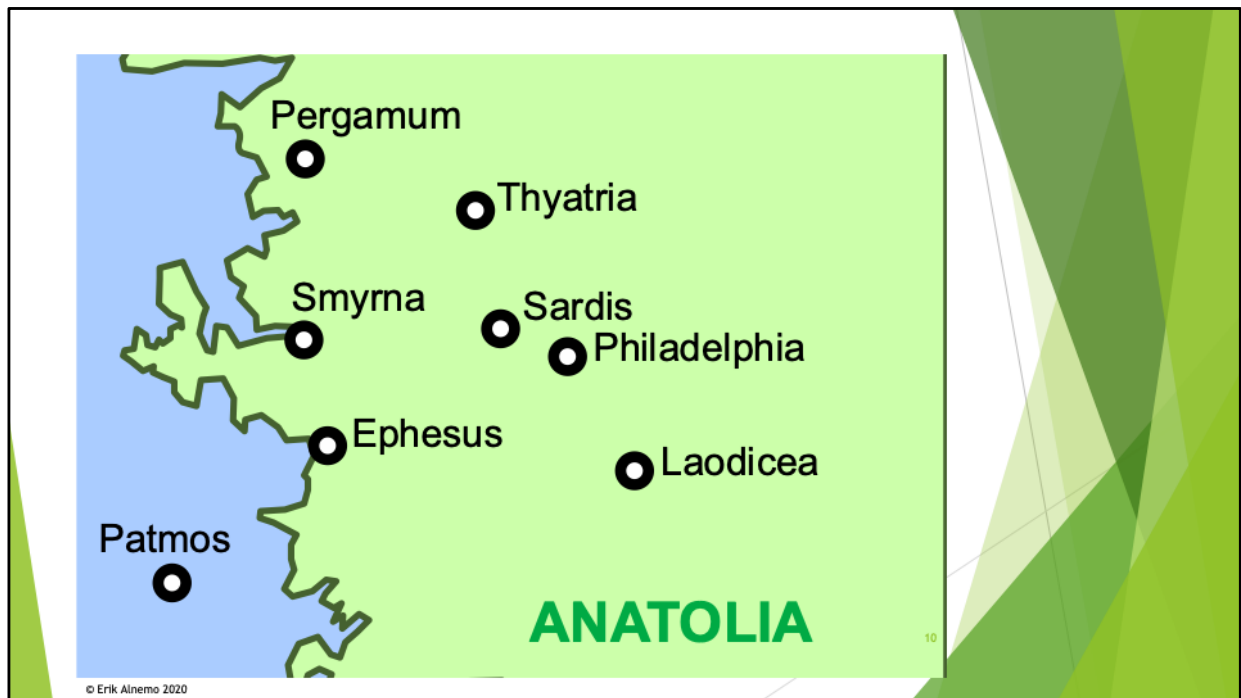 Pergamum
Thyatria
Smyrna
Sardis
Philadelphia
Ephesus
Laodicea
Patmos
ANATOLIA
10
© Erik Alnemo 2020